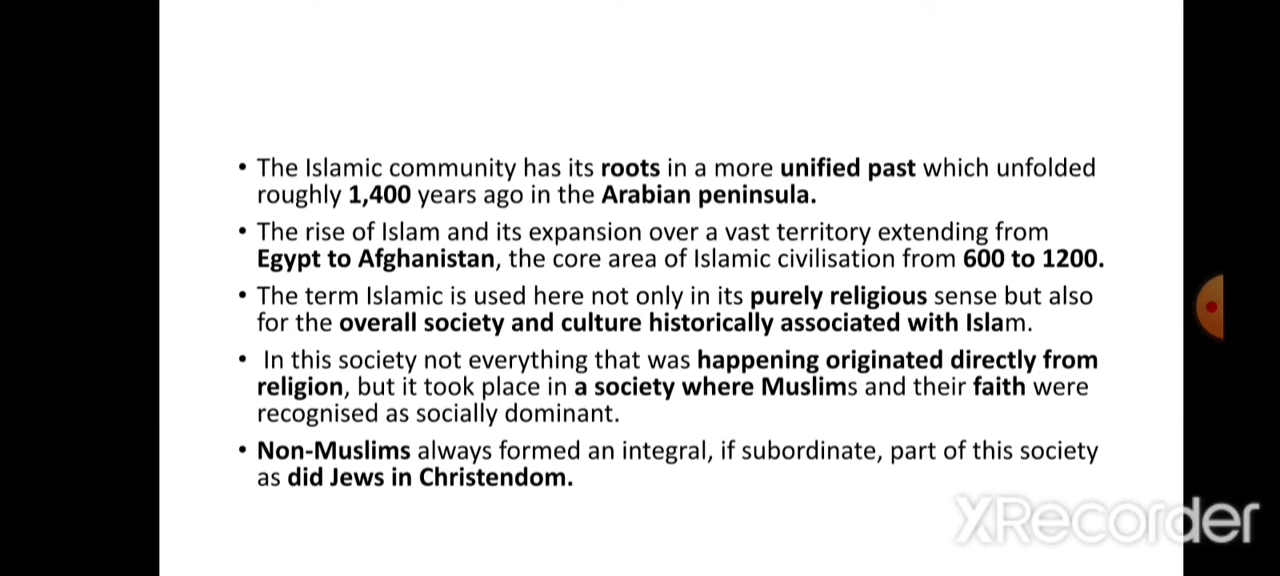 • The Islamic community has its roots in a more unified past which unfolded
roughly 1,400 years ago in the Arabian peninsula.
• The rise of Islam and its expansion over a vast territory extending from
Egypt to Afghanistan, the core area of Islamic civilisation from 600 to 1200.
• The term Islamic is used here not only in its purely religious sense but also
for the overall society and culture historically associated with Islam.
• In this society not everything that was happening originated directly from
religion, but it took place in a society where Muslims and their faith were
recognised as socially dominant.
• Non-Muslims always formed an integral, if subordinate, part of this society
as did Jews in Christendom.
XRecorder